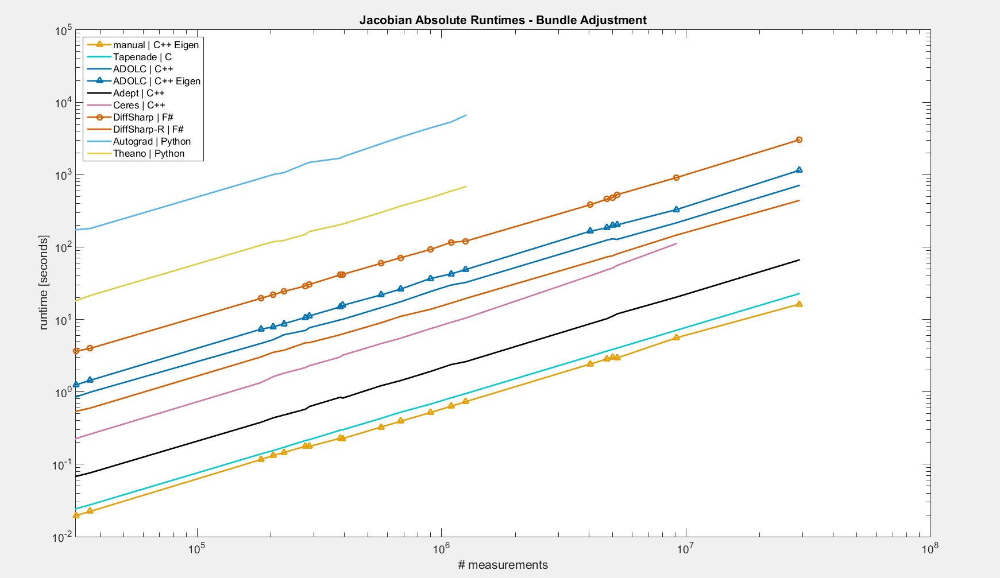 Jacobian Absolute Runtimes - Bundle Adjustment
10^5
10^4
10^3
10^2
10^1
10^0
10^-1
10^-2
runtime [seconds]
manual | C++ Eigen
Tapenade | C
ADOLC | C++
ADOLC | C++ Eigen
Adept | C++
Ceres | C++
DiffSharp | F#
DiffSharp-R | F#
Autograd | Python
Theano | Python
10^5 10^6 10^7 10^8
# measurements